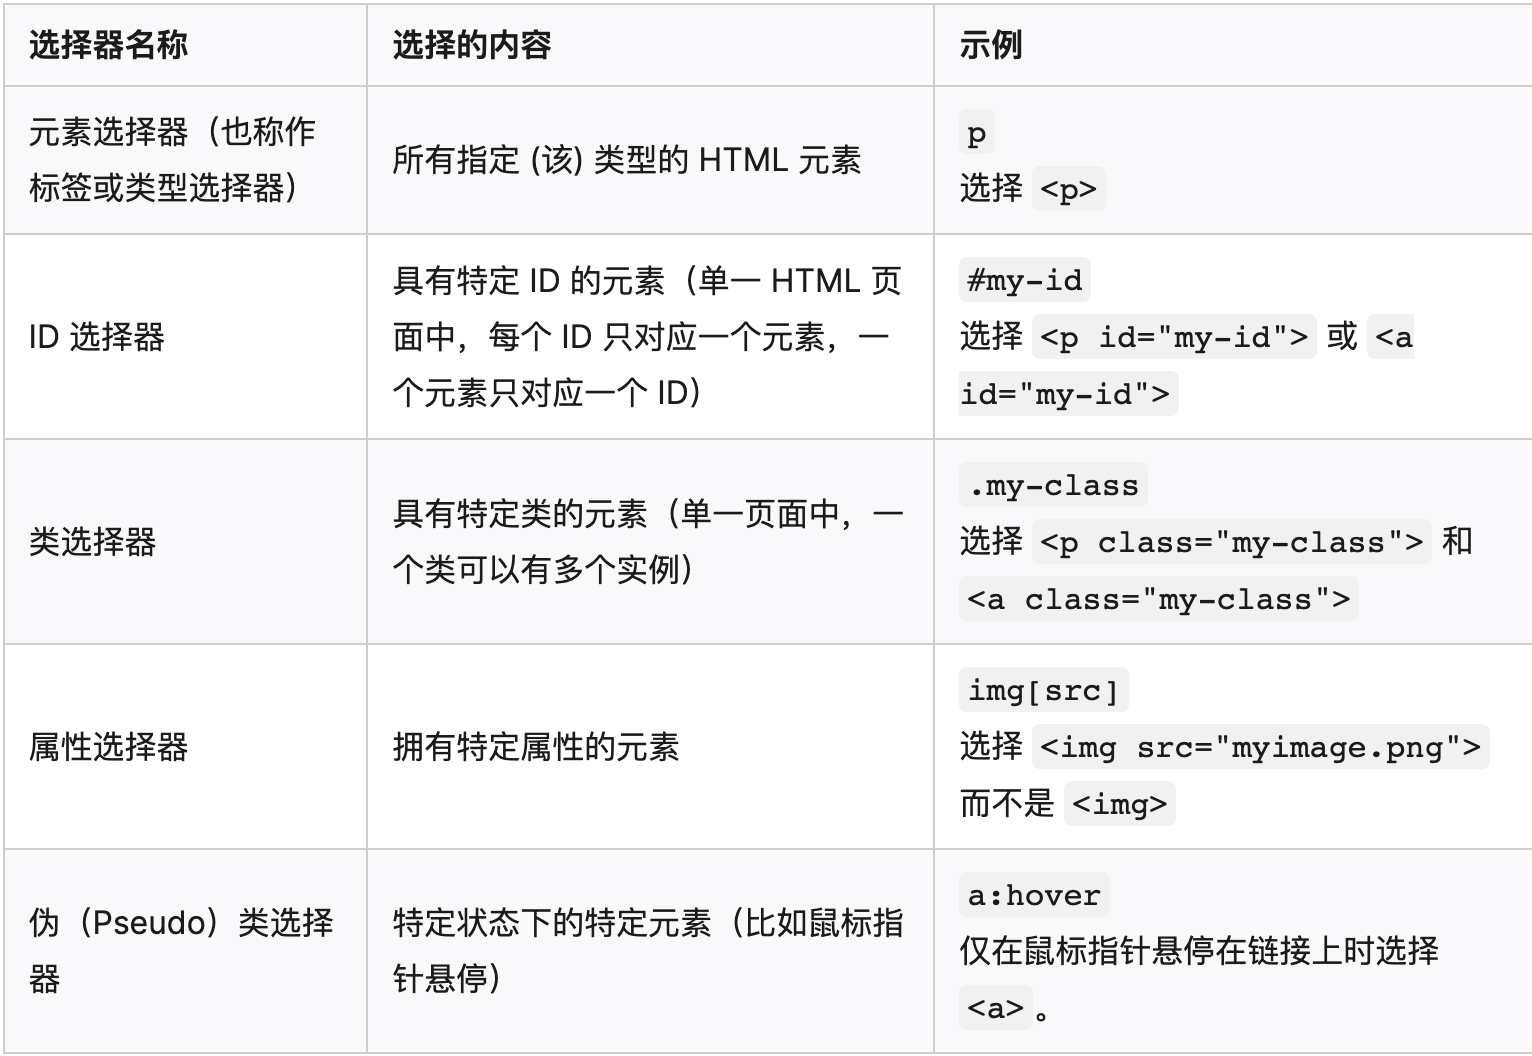 选择器名称
选择的内容
示例
元素选择器（也称作
标签或类型选择器）
所有指定 (该) 类型的 HTML 元素
p
选择 <p>
ID 选择器
具有特定 ID 的元素（单一 HTML 页
面中，每个 ID 只对应一个元素，一
个元素只对应一个 ID）
#my-id
选择 <p id="my-id"> 或 <a
id="my-id">
类选择器
具有特定类的元素（单一页面中，一
个类可以有多个实例）
.my-class
选择 <p class="my-class"> 和
<a class="my-class">
属性选择器
拥有特定属性的元素
img[src]
选择 <img src="myimage.png">
而不是 <img>
伪（Pseudo）类选择
器
特定状态下的特定元素（比如鼠标指
针悬停）
a:hover
仅在鼠标指针悬停在链接上时选择
<a>。